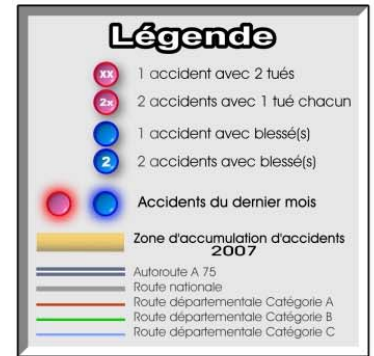 Légende
XX 1 accident avec 2 tués
2x 2 accidents avec 1 tué chacun
1 accident avec blessé(s)
2 2 accidents avec blessé(s)
Accidents du dernier mois
Zone d'accumulation d'accidents
2007
Autoroute A 75
Route nationale
Route départementale Catégorie A
Route départementale Catégorie B
Route départementale Catégorie C